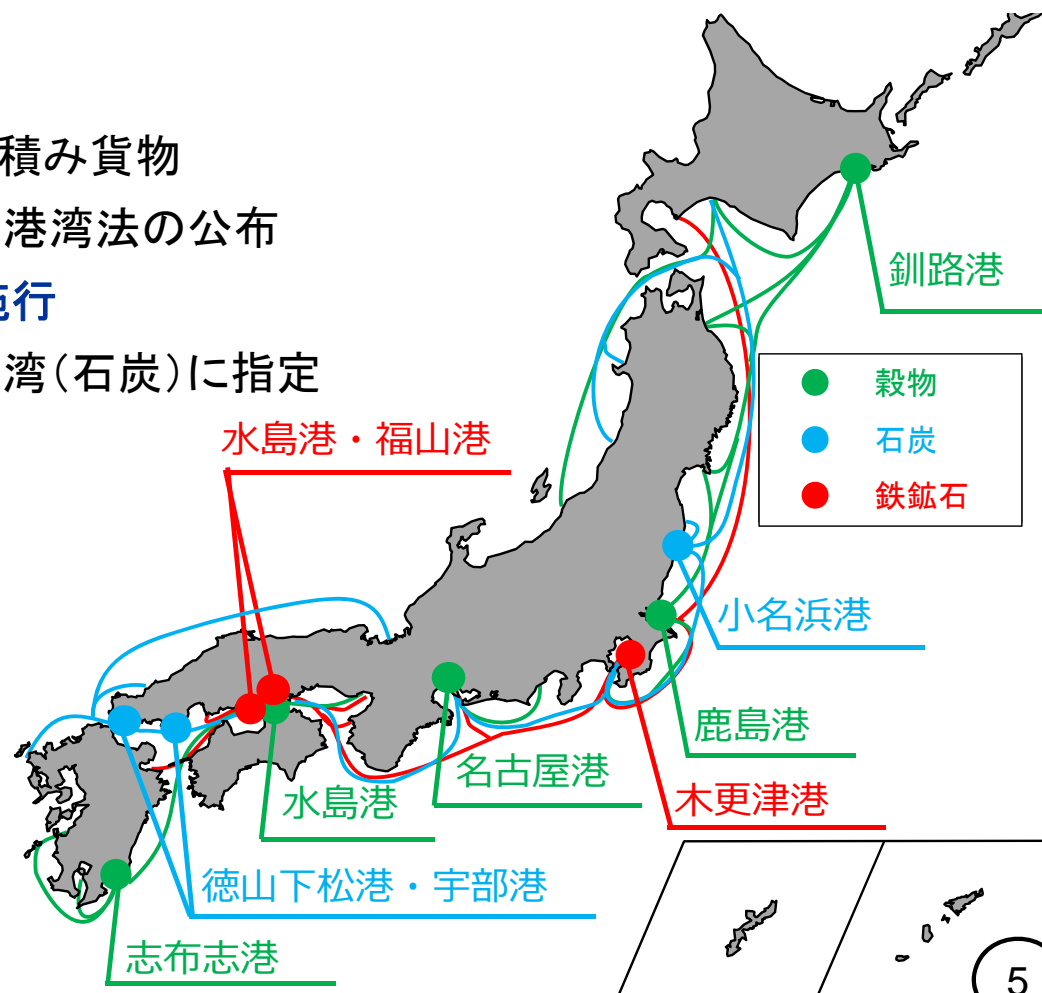 積み貨物
港湾法の公布
施行
湾(石炭)に指定
釧路港
穀物
石炭
鉄鉱石
水島港・福山港
小名浜港
鹿島港
名古屋港
木更津港
水島港
徳山下松港・宇部港
志布志港
5